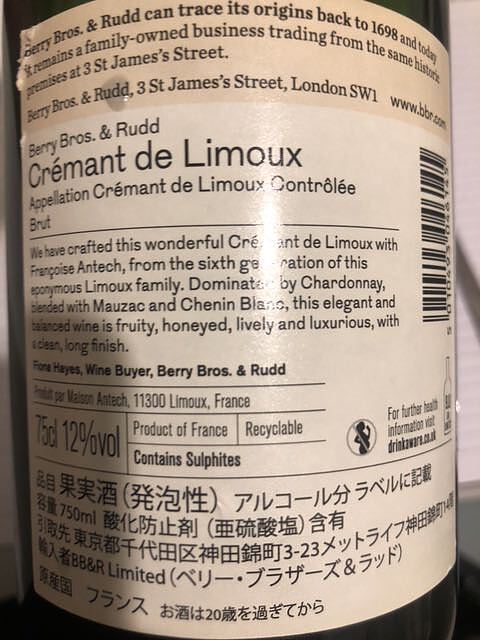 Berry Bros. & Rudd can trace its origins back to 1698 and today
it remains a family-owned business trading from the same historic
premises at 3 St James's Street.
Berry Bros. & Rudd, 3 St James's Street, London SW1 www.bbr.com
Berry Bros. & Rudd
Crémant de Limoux
Appellation Crémant de Limoux Contrôlée
Brut
We have crafted this wonderful Crémant de Limoux with
Françoise Antech, from the sixth generation of this
eponymous Limoux family. Dominated by Chardonnay,
blended with Mauzac and Chenin Blanc, this elegant and
balanced wine is fruity, honeyed, lively and luxurious, with
a clean, long finish.
Fiona Hayes, Wine Buyer, Berry Bros. & Rudd
Produit par Maison Antech, 11300 Limoux, France
75cl 12%vol
Product of France Recyclable
Contains Sulphites
For further health
information visit
drinkaware.co.uk
品目 果実酒(発泡性) アルコール分 ラベルに記載
容量 750ml 酸化防止剤(亜硫酸塩)含有
引取先 東京都千代田区神田錦町3-23メットライフ神田錦町
輸入者BB&R Limited(ベリー・ブラザーズ&ラッド)
原産国 フランス お酒は20歳を過ぎてから